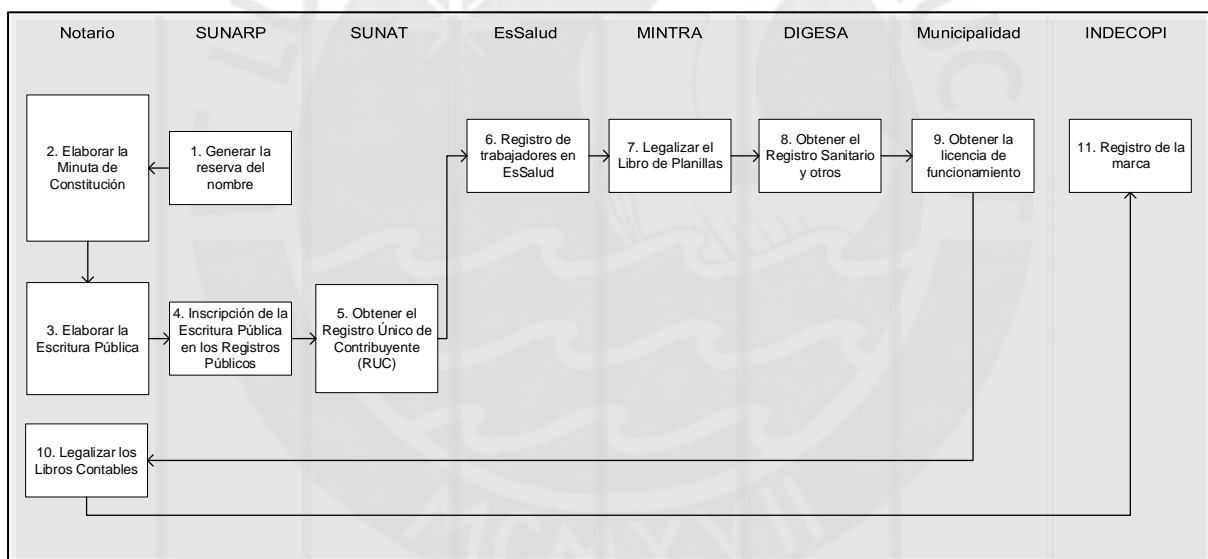 Notario SUNARP SUNAT EsSalud MINTRA DIGESA Municipalidad INDECOPI
2. Elaborar la
Minuta de
Constitución
1. Generar la
reserva del
nombre
6. Registro de
trabajadores en
EsSalud
7. Legalizar el
Libro de Planillas
8. Obtener el
Registro Sanitario
y otros
9. Obtener la
licencia de
funcionamiento
11. Registro de la
marca
3. Elaborar la
Escritura Pública
4. Inscripción de la
Escritura Pública
en los Registros
Públicos
5. Obtener el
Registro Único de
Contribuyente
(RUC)
10. Legalizar los
Libros Contables
MCMXVII